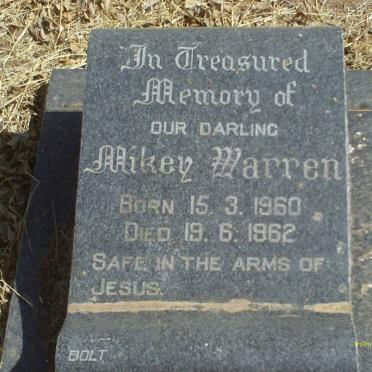 In Treasured
Memory of
OUR DARLING
Mikey Warren
BORN 15. 3. 1960
DIED 19. 6. 1962
SAFE IN THE ARMS OF
JESUS.
BOLT